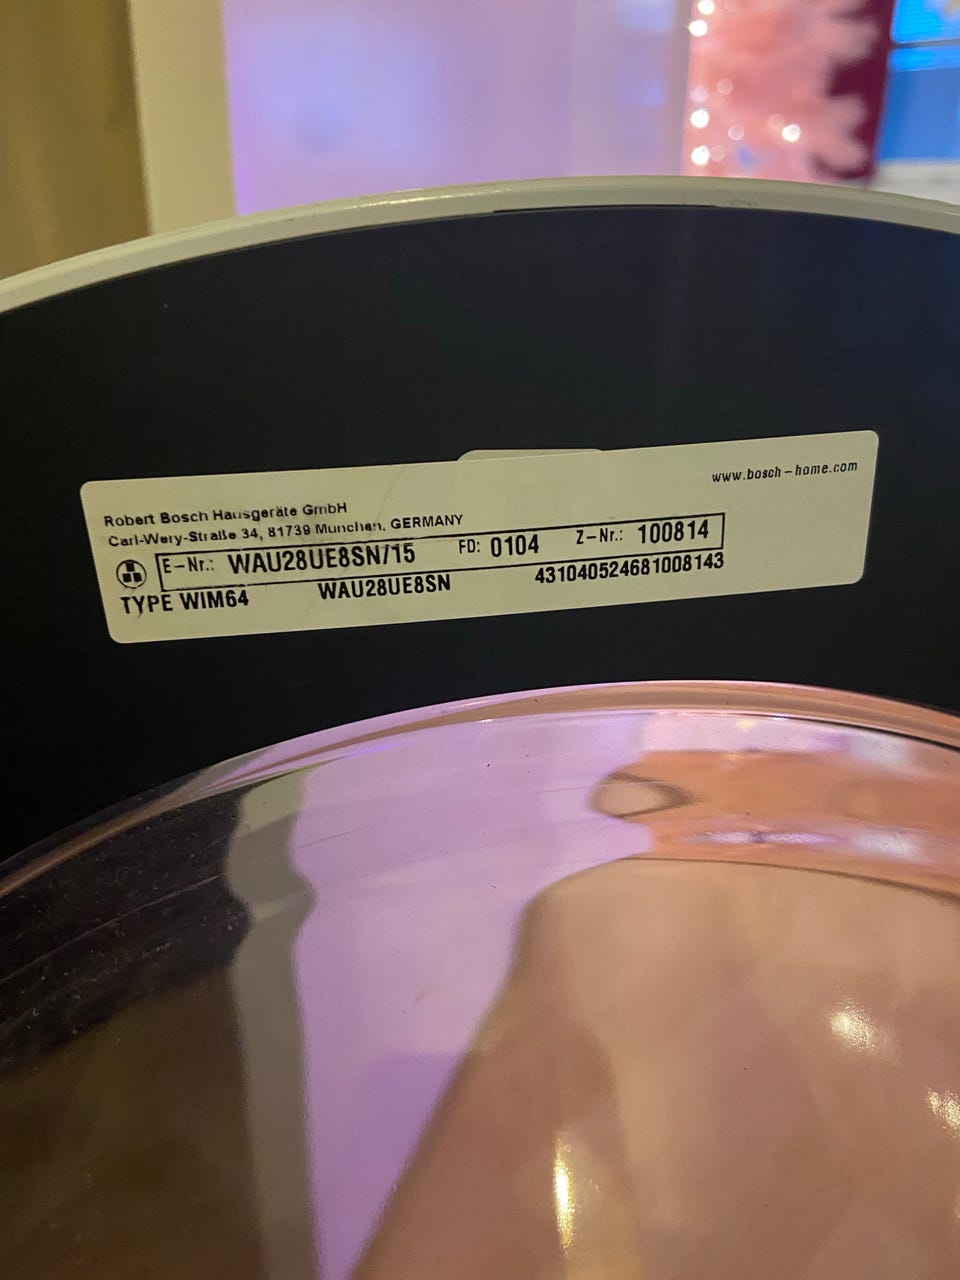 www.bosch-home.com
Robert Bosch Hausgeräte GmbH
Carl-Wery-Straße 34, 81739 Munchen, GERMANY
E-Nr.: WAU28UE8SN/15 FD: 0104 Z-Nr.: 100814
TYPE WIM64 WAU28UE8SN 431040524681008143